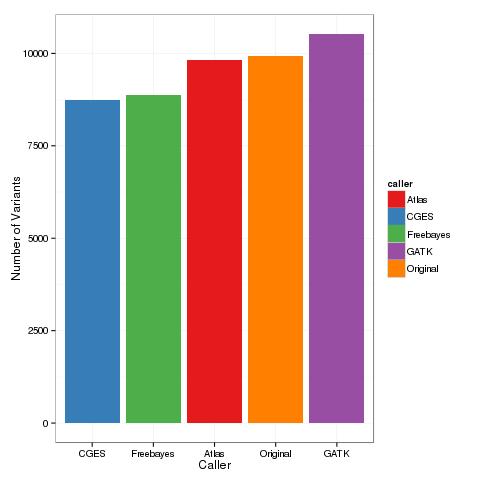 Number of Variants
10000
7500
5000
2500
0
CGES Freebayes Atlas Original GATK
Caller
caller
Atlas
CGES
Freebayes
GATK
Original